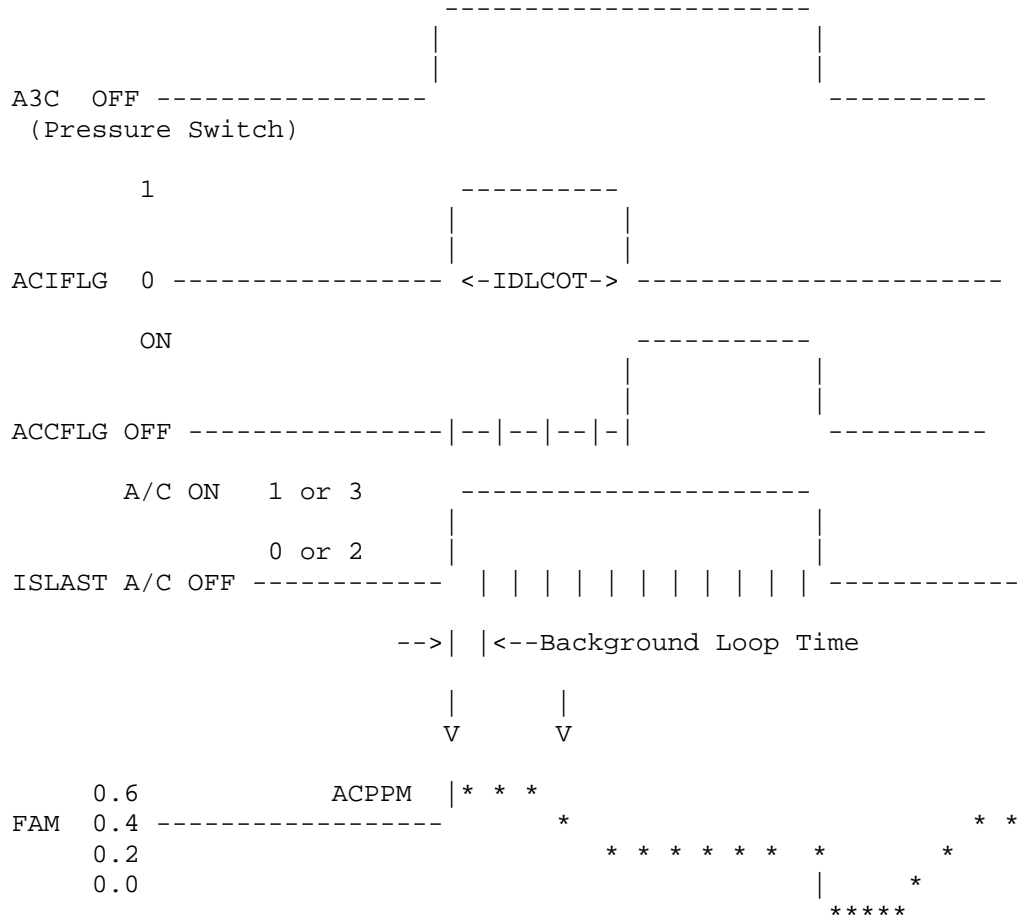 A3C OFF
(Pressure Switch)
1
ACIFLG 0 <-IDLCOT->
ON
ACCFLG OFF
A/C ON 1 or 3
0 or 2
ISLAST A/C OFF
-->| |<--Background Loop Time
V V
0.6 ACPPM |* * *
FAM 0.4 * * *
0.2 * * * * * * * *
0.0 | *
*****